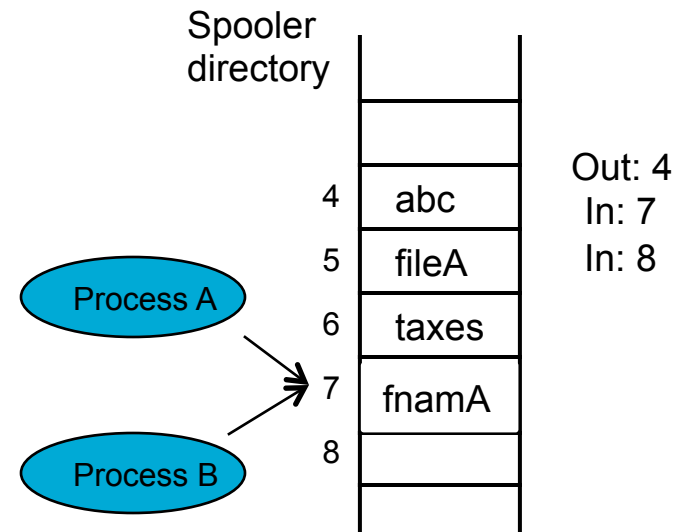 Spooler
directory
Out: 4
In: 7
In: 8
4 abc
5 fileA
6 taxes
7 fnamA
8
Process A
Process B